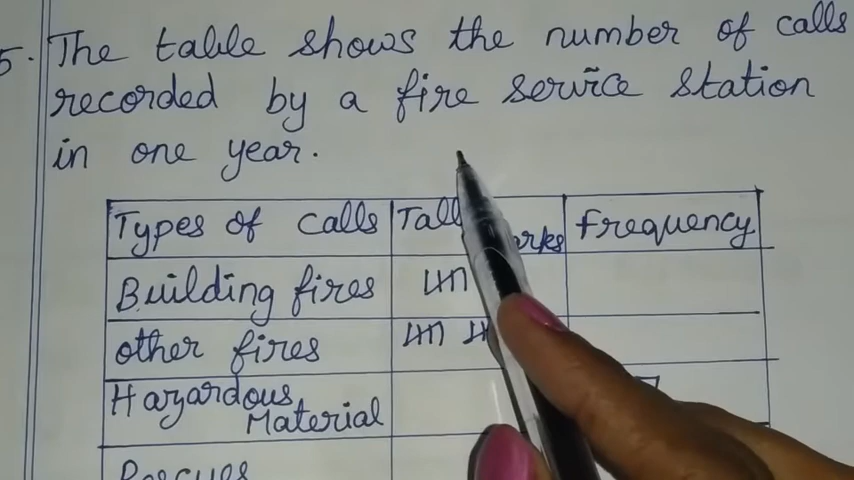 5. The table shows the number of calls
recorded by a fire service station
in one year.
Types of calls Frequency
Building fires
other fires
Hazardous
Material
Rescues